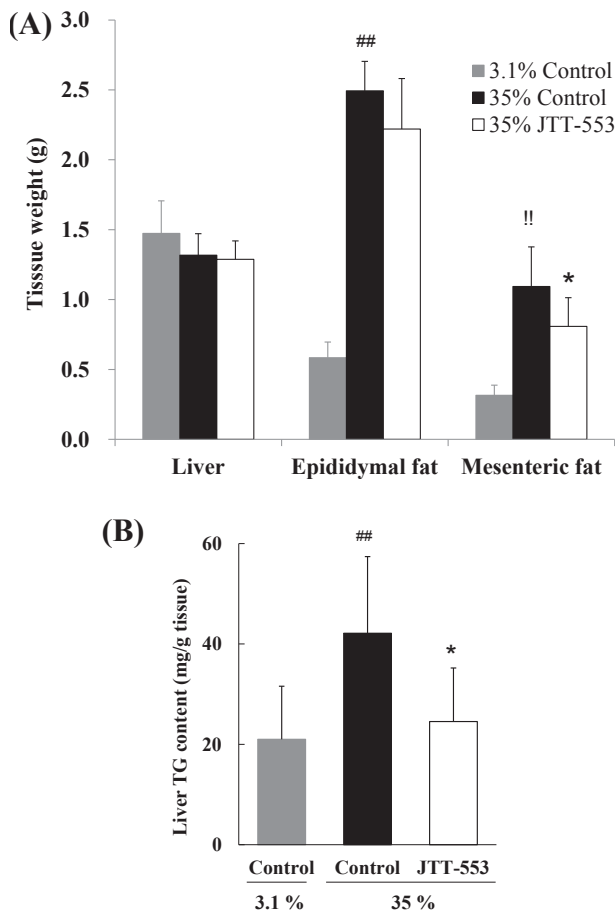 (A)
##
3.0
2.5
2.0
1.5
1.0
0.5
0.0
Tisssue weight (g)
3.1% Control
35% Control
35% JTT-553
!!
*
Liver
Epididymal fat
Mesenteric fat
(B)
##
60
40
20
0
Liver TG content (mg/g tissue)
*
Control
Control
JTT-553
3.1 %
35 %